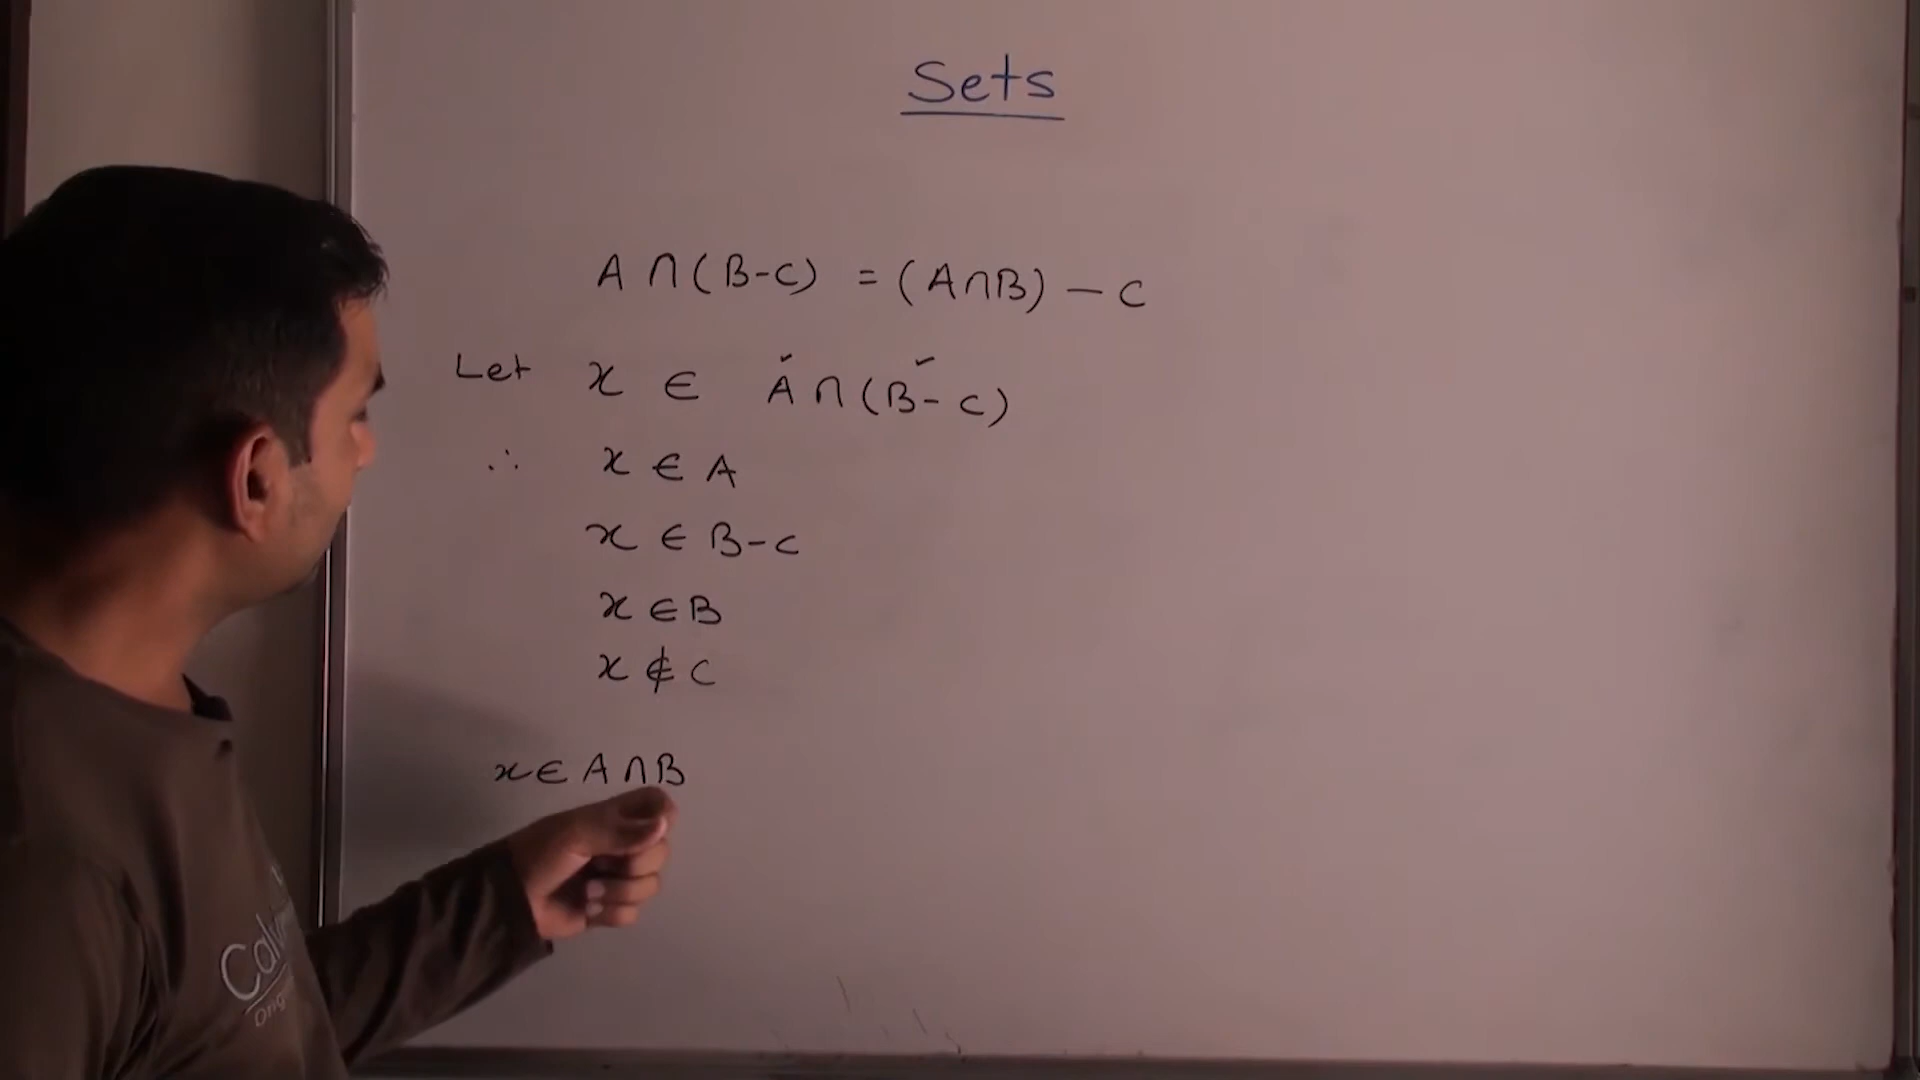 Sets
A ∩ (B-C) = (A∩B) — C
Let x ∈ A ∩ (B- C)
∴ x ∈ A
x ∈ B-C
x ∈ B
x ∉ C
x ∈ A ∩ B